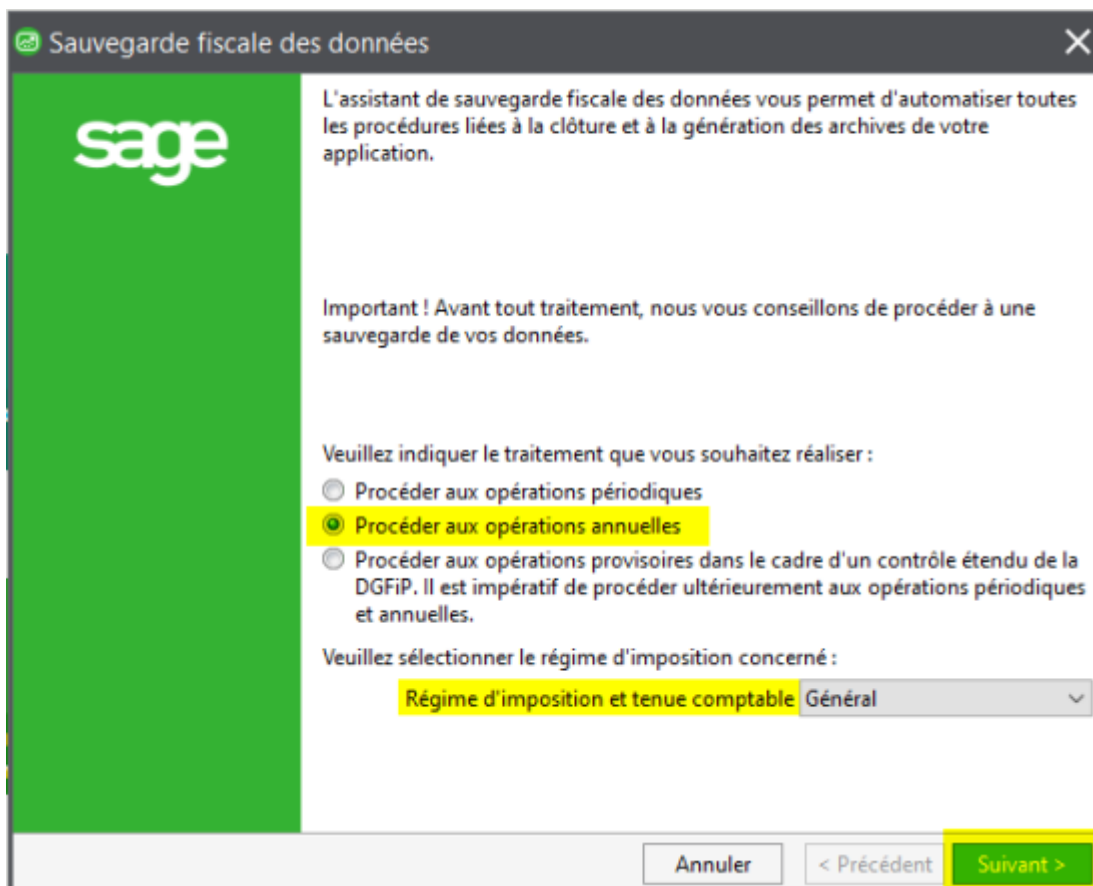 Sauvegarde fiscale des données
sage
L'assistant de sauvegarde fiscale des données vous permet d'automatiser toutes
les procédures liées à la clôture et à la génération des archives de votre
application.
Important ! Avant tout traitement, nous vous conseillons de procéder à une
sauvegarde de vos données.
Veuillez indiquer le traitement que vous souhaitez réaliser :
Procéder aux opérations périodiques
Procéder aux opérations annuelles
Procéder aux opérations provisoires dans le cadre d'un contrôle étendu de la
DGFiP. Il est impératif de procéder ultérieurement aux opérations périodiques
et annuelles.
Veuillez sélectionner le régime d'imposition concerné :
Régime d'imposition et tenue comptable Général
Annuler < Précédent Suivant >